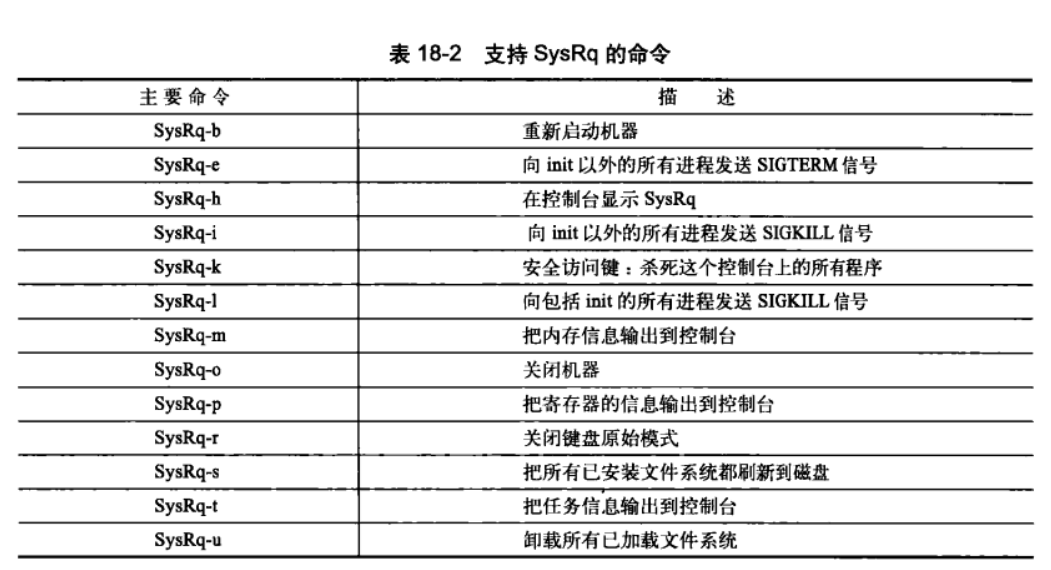 表 18-2 支持 SysRq 的命令
主要命令 描 述
SysRq-b 重新启动机器
SysRq-e 向 init 以外的所有进程发送 SIGTERM 信号
SysRq-h 在控制台显示 SysRq
SysRq-i 向 init 以外的所有进程发送 SIGKILL 信号
SysRq-k 安全访问键：杀死这个控制台上的所有程序
SysRq-l 向包括 init 的所有进程发送 SIGKILL 信号
SysRq-m 把内存信息输出到控制台
SysRq-o 关闭机器
SysRq-p 把寄存器的信息输出到控制台
SysRq-r 关闭键盘原始模式
SysRq-s 把所有已安装文件系统都刷新到磁盘
SysRq-t 把任务信息输出到控制台
SysRq-u 卸载所有已加载文件系统